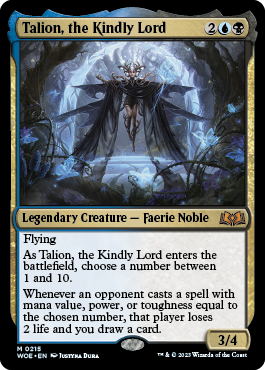 Talion, the Kindly Lord 2
Legendary Creature — Faerie Noble
Flying
As Talion, the Kindly Lord enters the
battlefield, choose a number between
1 and 10.
Whenever an opponent casts a spell with
mana value, power, or toughness equal to
the chosen number, that player loses
2 life and you draw a card.
3/4
M 0215
WOE • EN Justyna Dura
™ & © 2023 Wizards of the Coast